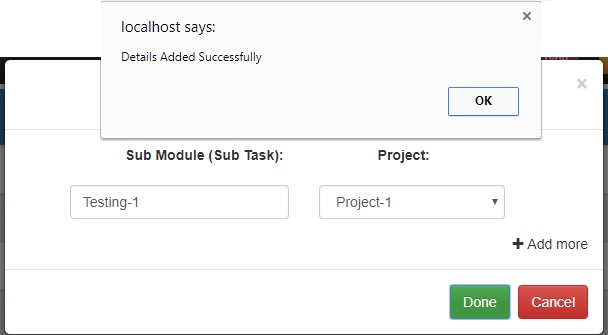 localhost says:
Details Added Successfully
OK
Sub Module (Sub Task): Project:
Testing-1 Project-1
Add more
Done Cancel